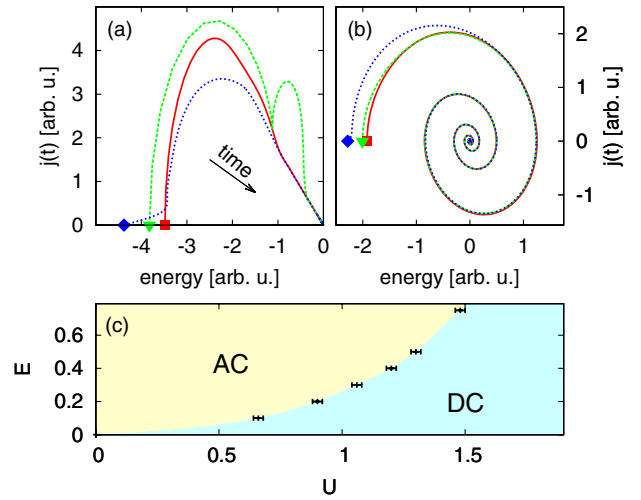 (a)
j(t) [arb. u.]
4
3
2
1
0
time
-4 -3 -2 -1 0
energy [arb. u.]
(b)
j(t) [arb. u.]
2
1
0
-1
-2 -1 0 1
energy [arb. u.]
(c)
E
0.6
0.4
0.2
0
AC
DC
0 0.5 1 1.5
U